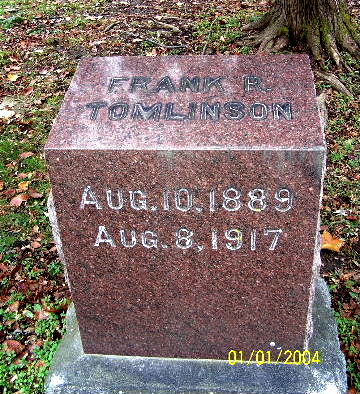 FRANK R.
TOMLINSON
AUG. 10, 1889
AUG. 8, 1917
01/01/2004